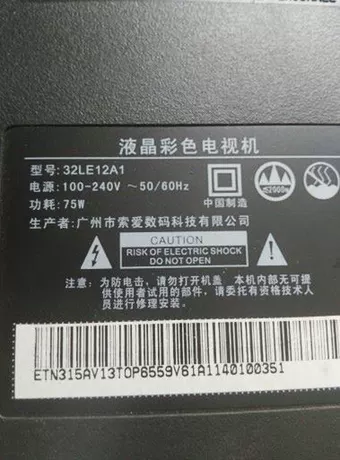 液晶彩色电视机
型号: 32LE12A1
电源: 100-240V ~50/60Hz
功耗: 75W
中国制造
≤2000m
生产者: 广州市索爱数码科技有限公司
CAUTION
RISK OF ELECTRIC SHOCK
DO NOT OPEN
注意: 为防电击, 请勿打开机盖 本机内部无可提
供使用者试用的部件, 请委托有资格技术人
员进行修理安装。
ETN315AV13TOP6559V61A1140100351